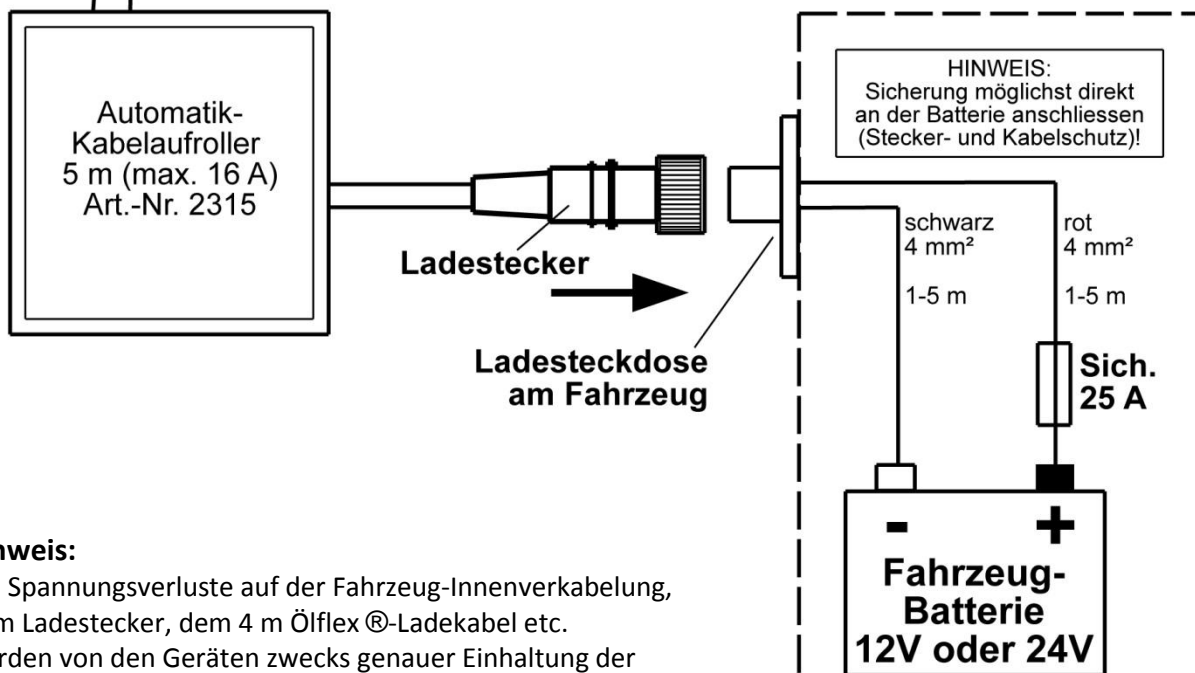 Automatik-
Kabelaufroller
5 m (max. 16 A)
Art.-Nr. 2315
HINWEIS:
Sicherung möglichst direkt
an der Batterie anschliessen
(Stecker- und Kabelschutz)!
Ladestecker
Ladesteckdose
am Fahrzeug
schwarz
4 mm²
1-5 m
rot
4 mm²
1-5 m
Sich.
25 A
- +
Fahrzeug-
Batterie
12V oder 24V
Spannungsverluste auf der Fahrzeug-Innenverkabelung,
Ladestecker, dem 4 m Ölflex ®-Ladekabel etc.
von den Geräten zwecks genauer Einhaltung der